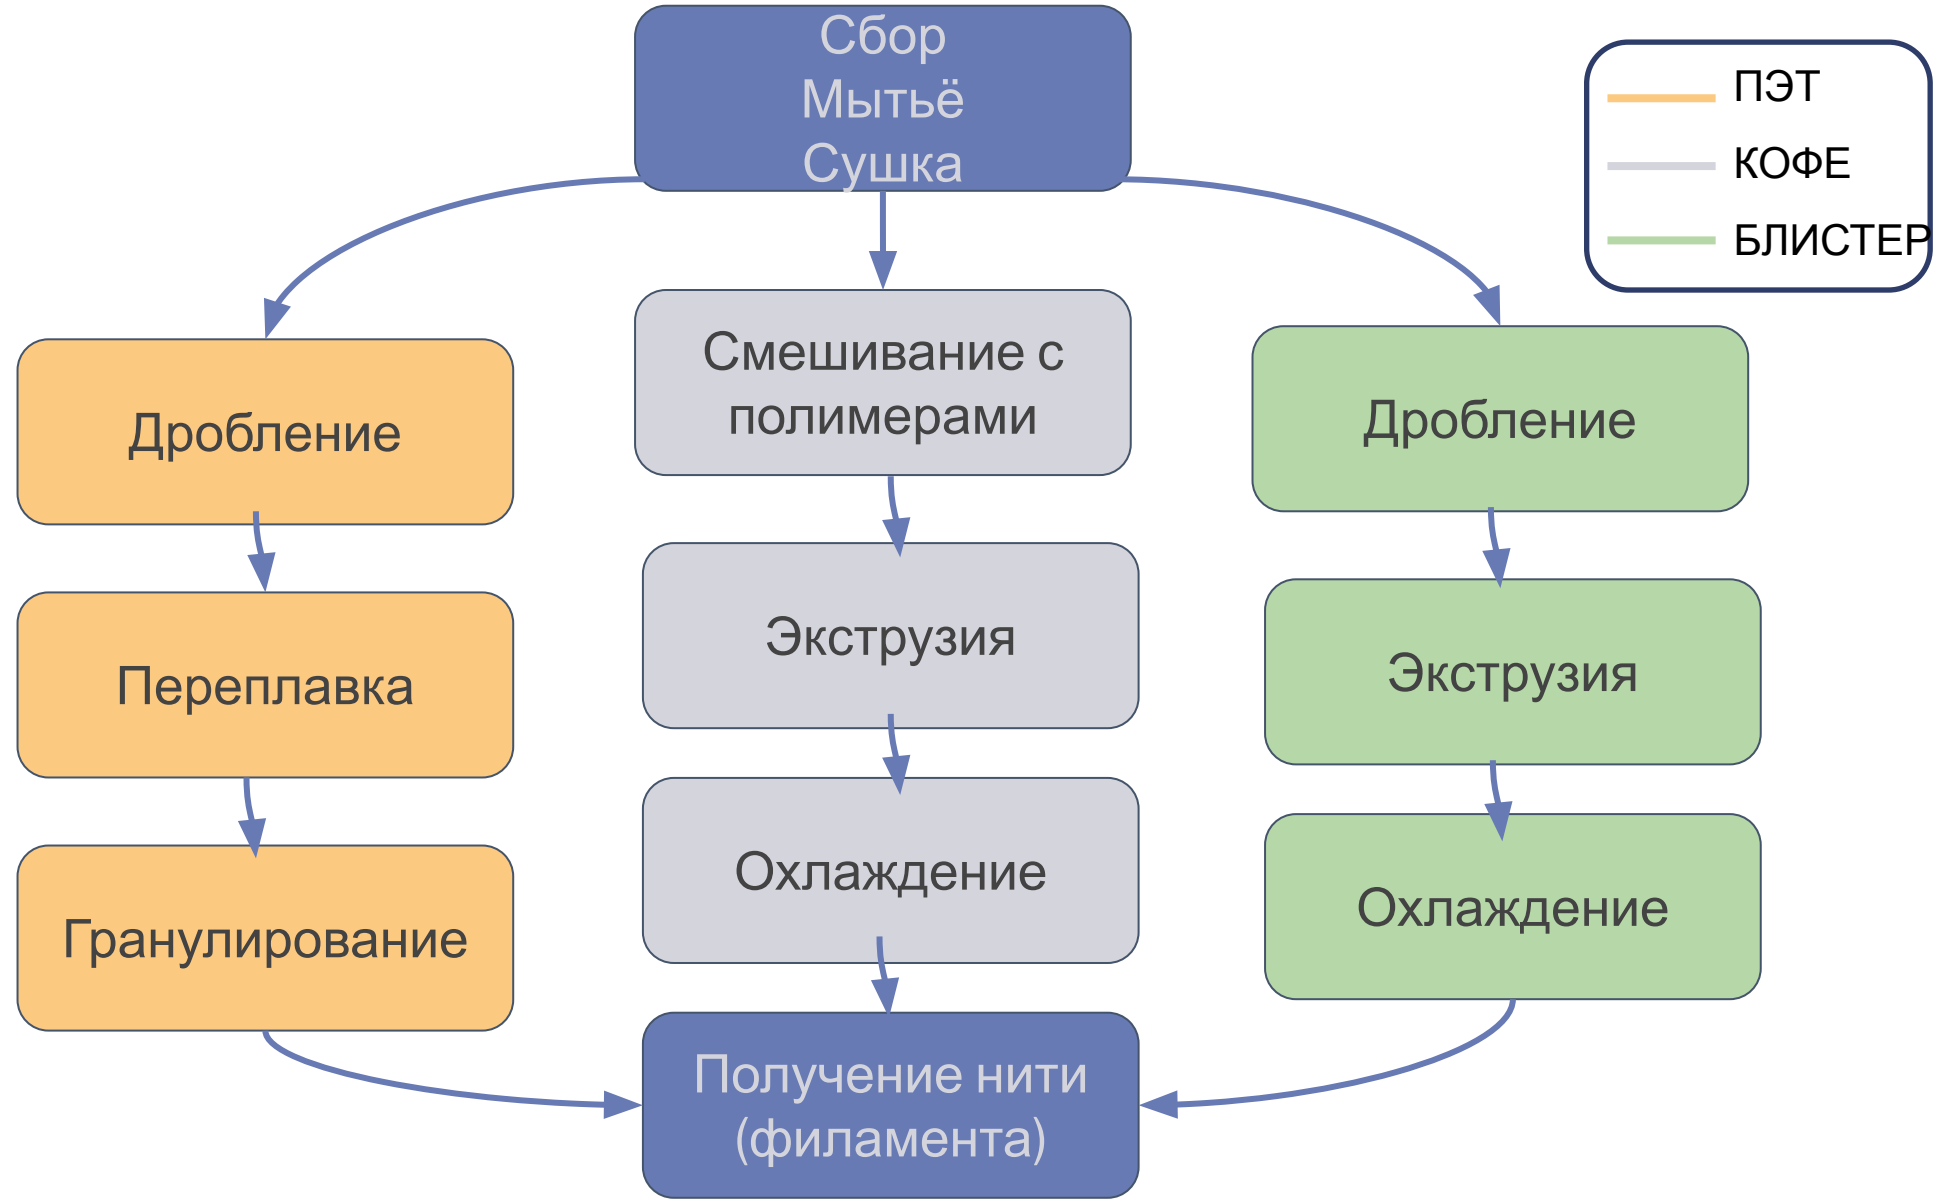 Сбор
Мытьё
Сушка
ПЭТ
КОФЕ
БЛИСТЕР
Дробление
Смешивание с
полимерами
Дробление
Переплавка
Экструзия
Экструзия
Гранулирование
Охлаждение
Охлаждение
Получение нити
(филамента)